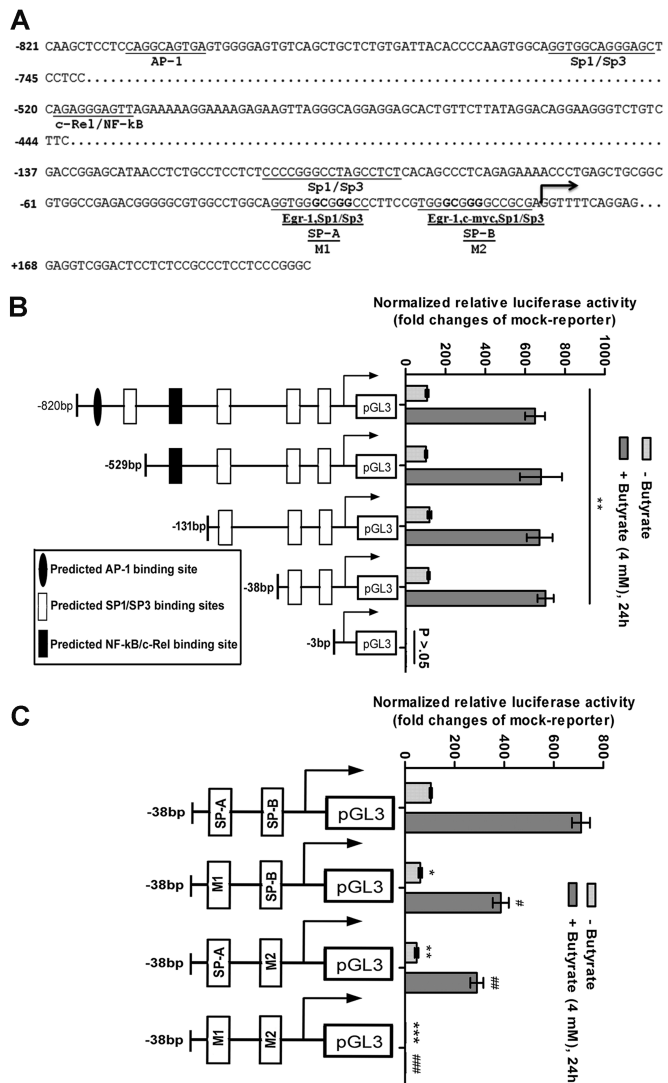 A
-821 CAAGCTCCTCCAGGCAGTGAGTGGGGAGTGTCAGCTGCTCTGTGATTACACCCCAAGTGGCAGGTGGCAGGGAGCT
AP-1 Sp1/Sp3
-745 CCTCC
-520 CAGAGGGAGTTAGAAAAAGGAAAAGAGAAGTTAGGGCAGGAGGAGCACTGTTCTTATAGGACAGGAAGGGTCTGTC
c-Rel/NF-kB
-444 TTC
-137 GACCGGAGCATAACCTCTGCCTCCTCTCCCCGGGCCTAGCCTCTCACAGCCCTCAGAGAAAACCCTGAGCTGCGGC
Sp1/Sp3
-61 GTGGCCGAGACGGGGGCGTGGCCTGGCAGGTGGGCGGGCCCTTCCGTGGGCGGGGCCGCGAGGTTTTCAGGAG...
Egr-1,Sp1/Sp3 Egr-1,c-myc,Sp1/Sp3
SP-A SP-B
M1 M2
+168 GAGGTCGGACTCCTCTCCGCCCTCCTCCCGGGC
B
Normalized relative luciferase activity
(fold changes of mock-reporter)
0 200 400 600 800 1000
- Butyrate
+ Butyrate (4 mM), 24h
**
-820bp pGL3
-529bp pGL3
-131bp pGL3
-38bp pGL3
-3bp pGL3
P >.05
Predicted AP-1 binding site
Predicted SP1/SP3 binding sites
Predicted NF-kB/c-Rel binding site
C
Normalized relative luciferase activity
(fold changes of mock-reporter)
0 200 400 600 800
- Butyrate
+ Butyrate (4 mM), 24h
-38bp SP-A SP-B pGL3
-38bp M1 SP-B pGL3 * #
-38bp SP-A M2 pGL3 ** ##
-38bp M1 M2 pGL3 *** ###